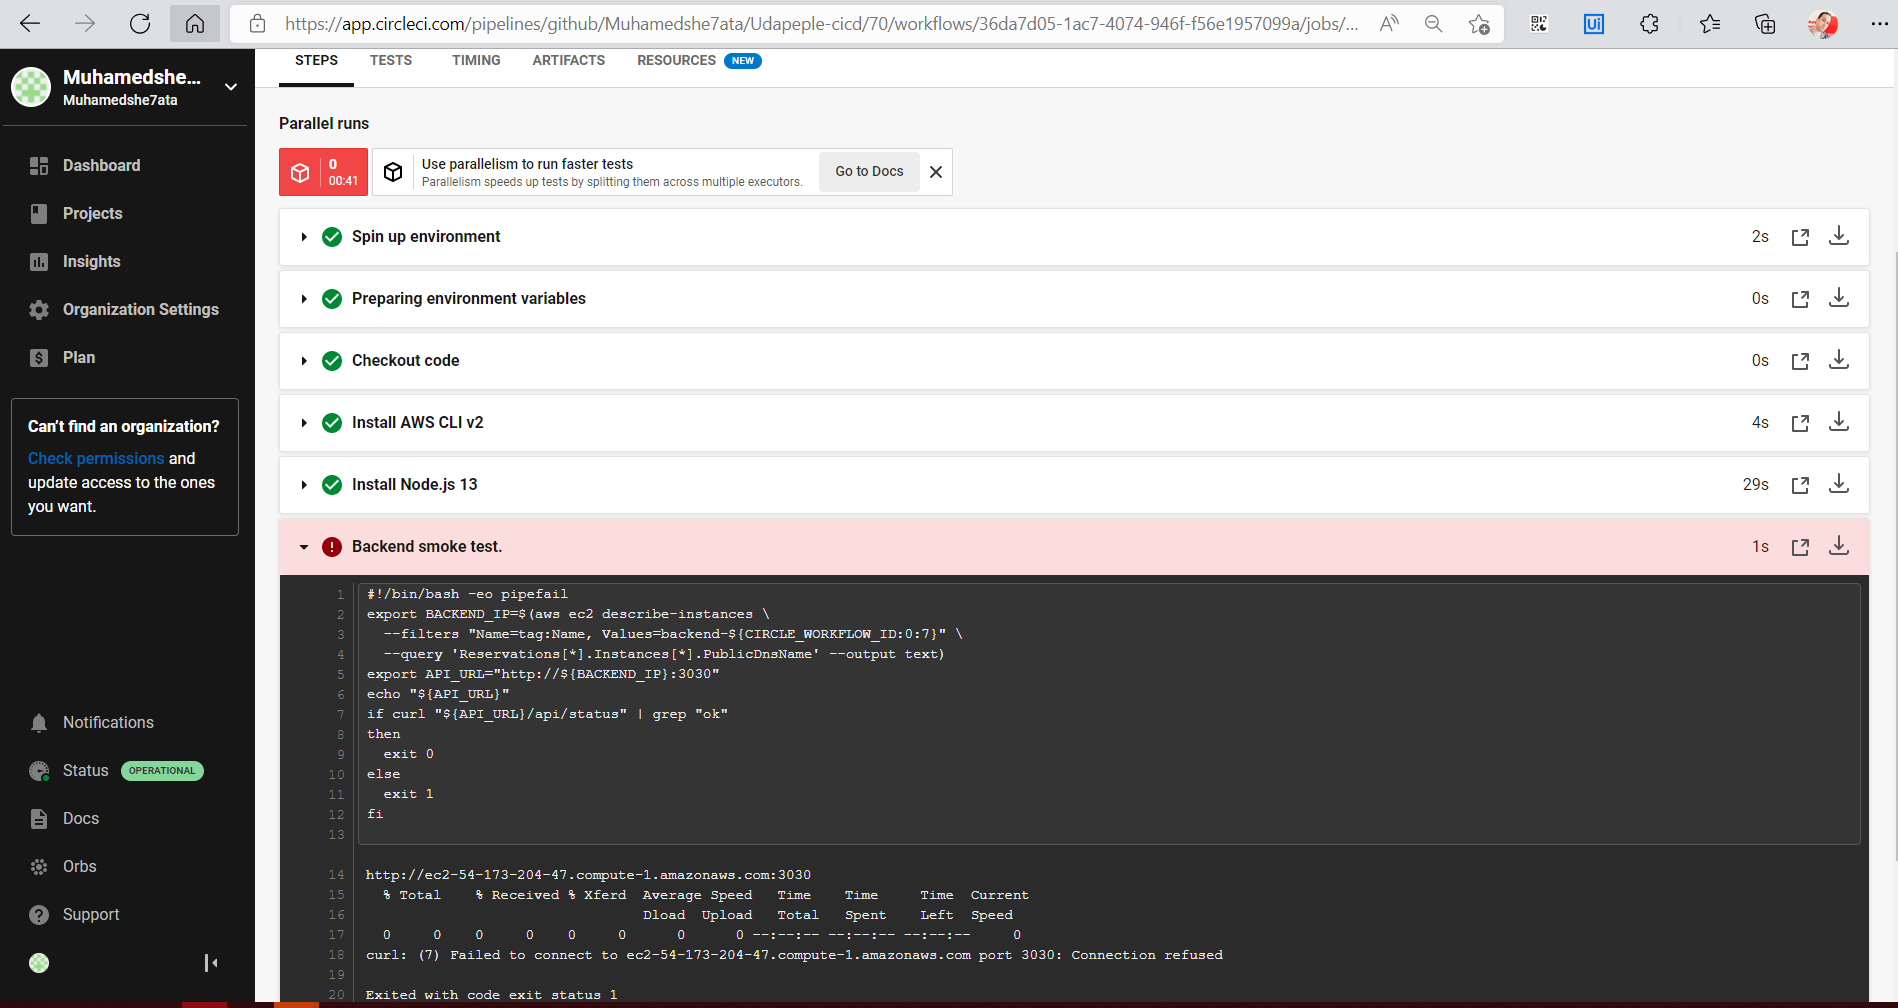 https://app.circleci.com/pipelines/github/Muhamedshe7ata/Udapeple-cicd/70/workflows/36da7d05-1ac7-4074-946f-f56e1957099a/jobs/...
Muhamedshe...
Muhamedshe7ata
Dashboard
Projects
Insights
Organization Settings
Plan
Can't find an organization?
Check permissions and
update access to the ones
you want.
Notifications
Status OPERATIONAL
Docs
Orbs
Support
STEPS TESTS TIMING ARTIFACTS RESOURCES NEW
Parallel runs
0
00:41
Use parallelism to run faster tests
Parallelism speeds up tests by splitting them across multiple executors.
Go to Docs
Spin up environment 2s
Preparing environment variables 0s
Checkout code 0s
Install AWS CLI v2 4s
Install Node.js 13 29s
Backend smoke test. 1s
1 #!/bin/bash -eo pipefail
2 export BACKEND_IP=$(aws ec2 describe-instances \
3 --filters "Name=tag:Name, Values=backend-${CIRCLE_WORKFLOW_ID:0:7}" \
4 --query 'Reservations[*].Instances[*].PublicDnsName' --output text)
5 export API_URL="http://${BACKEND_IP}:3030"
6 echo "${API_URL}"
7 if curl "${API_URL}/api/status" | grep "ok"
8 then
9 exit 0
10 else
11 exit 1
12 fi
13
14 http://ec2-54-173-204-47.compute-1.amazonaws.com:3030
15 % Total % Received % Xferd Average Speed Time Time Time Current
16 Dload Upload Total Spent Left Speed
17 0 0 0 0 0 0 0 0 --:--:-- --:--:-- --:--:-- 0
18 curl: (7) Failed to connect to ec2-54-173-204-47.compute-1.amazonaws.com port 3030: Connection refused
19
20 Exited with code exit status 1